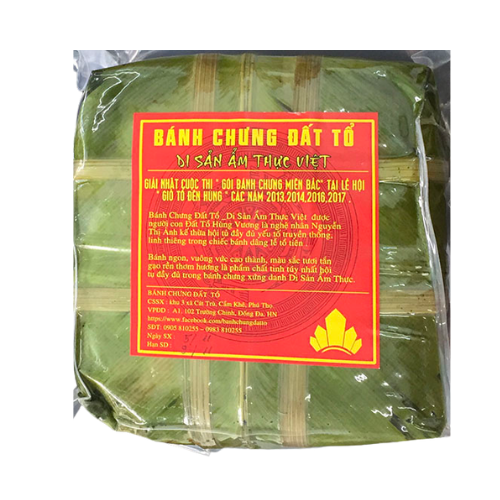 BÁNH CHƯNG ĐẤT TỔ
DI SẢN ẨM THỰC VIỆT
GIẢI NHẤT CUỘC THI " GÓI BÁNH CHƯNG MIỀN BẮC" TẠI LỄ HỘI
" GIỖ TỔ ĐỀN HÙNG " CÁC NĂM 2013,2014,2016,2017
Bánh Chưng Đất Tổ _Di Sản Ẩm Thực Việt được
người con Đất Tổ Hùng Vương là nghệ nhân Nguyễn
Thị Ánh kế thừa hội tụ đầy đủ yếu tố truyền thống,
linh thiêng trong chiếc bánh dâng lễ tổ tiên .
Bánh ngon, vuông vức cao thành, màu sắc tươi tắn
gạo rền thơm hương là phẩm chất tinh túy nhất hội
tụ đầy đủ trong bánh chưng xứng danh Di Sản Ẩm Thực.
BÁNH CHƯNG ĐẤT TỔ
CSSX : khu 3 xã Cát Trù, Cẩm Khê, Phú Thọ
VPDD : A1. 102 Trường Chinh, Đống Đa, HN
https://www.facebook.com/banhchungdatto
SĐT: 0905 810255 - 0983 810255
Ngày SX
Hạn SD :